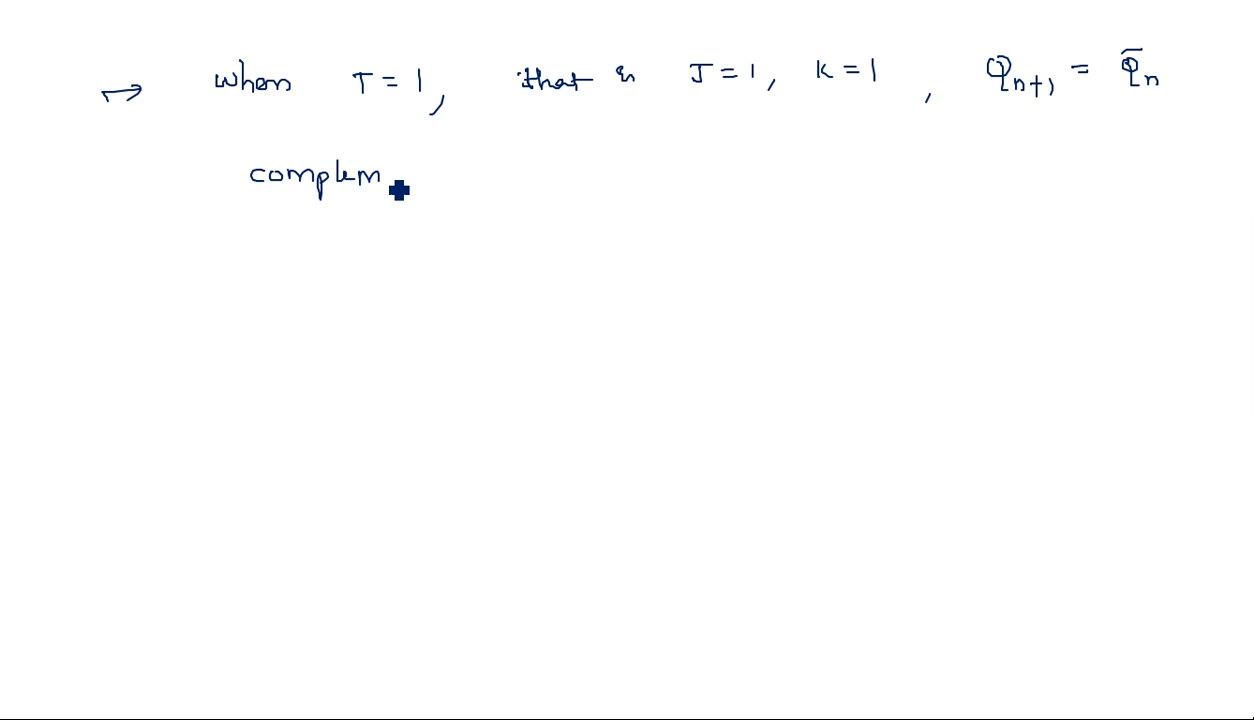 → when T = 1, that is J = 1, K = 1, Qₙ₊₁ = Q̅ₙ
complem